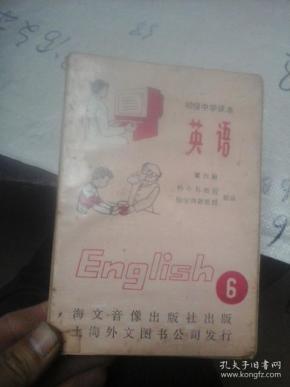 初级中学课本
英语
第六册
English
6
海文音像出版社出版
上海外文图书公司发行
孔夫子旧书网